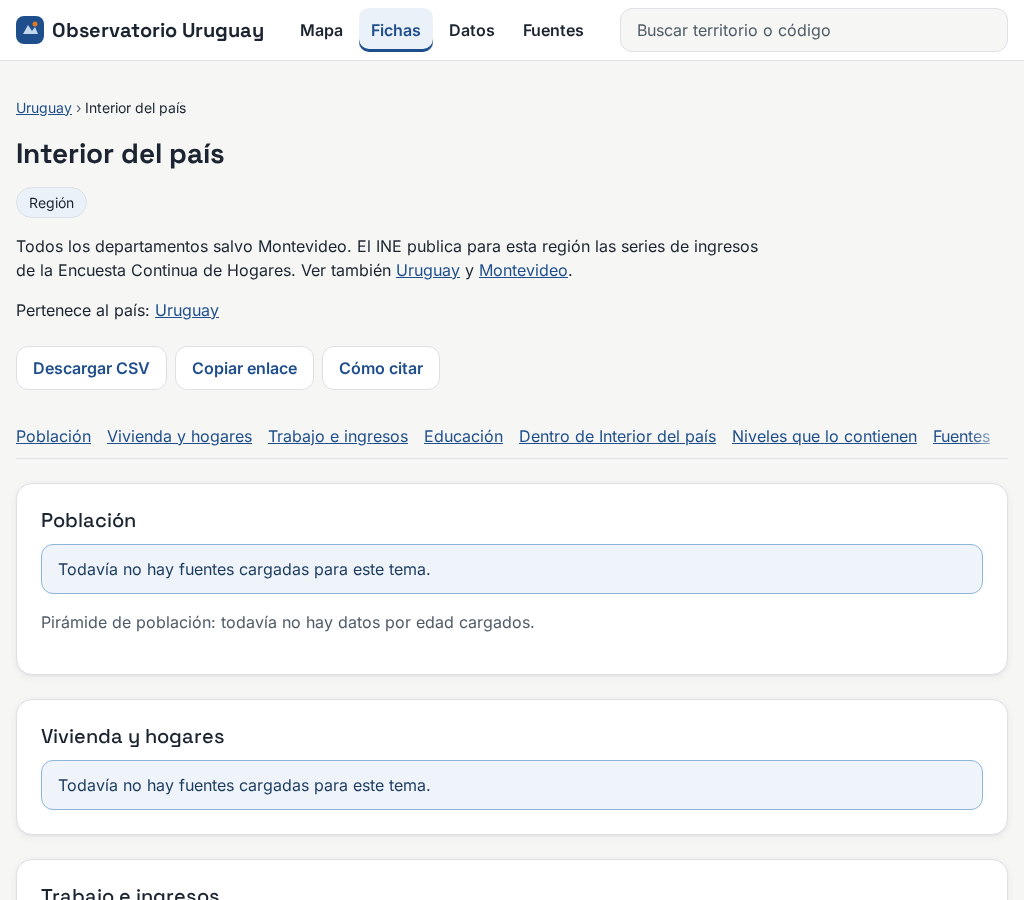 Observatorio Uruguay
Mapa
Fichas
Datos
Fuentes
Buscar territorio o código
Uruguay › Interior del país
Interior del país
Región
Todos los departamentos salvo Montevideo. El INE publica para esta región las series de ingresos
de la Encuesta Continua de Hogares. Ver también Uruguay y Montevideo.
Pertenece al país: Uruguay
Descargar CSV
Copiar enlace
Cómo citar
Población
Vivienda y hogares
Trabajo e ingresos
Educación
Dentro de Interior del país
Niveles que lo contienen
Fuentes
Población
Todavía no hay fuentes cargadas para este tema.
Pirámide de población: todavía no hay datos por edad cargados.
Vivienda y hogares
Todavía no hay fuentes cargadas para este tema.
Trabajo e ingresos